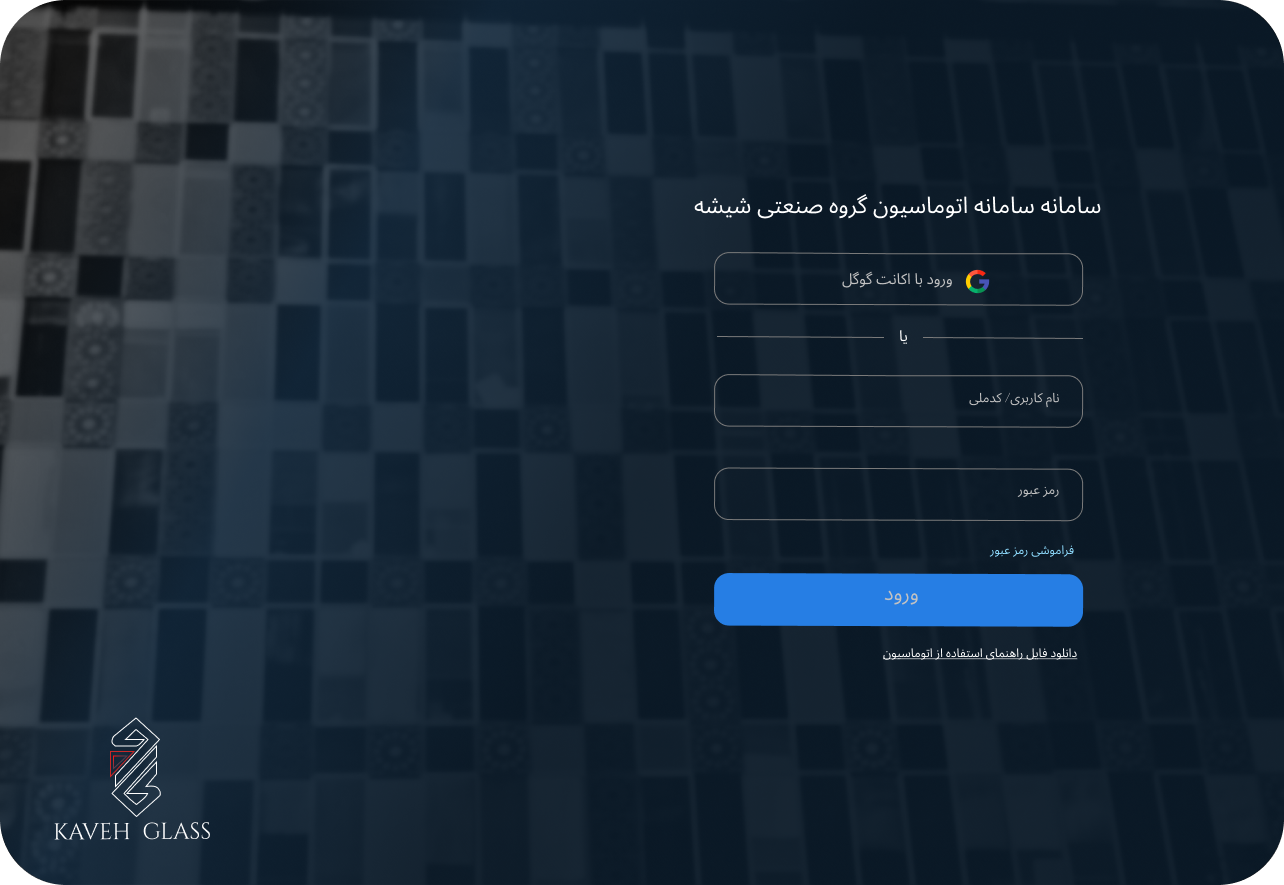 سامانه سامانه اتوماسیون گروه صنعتی شیشه
ورود با اکانت گوگل
یا
نام کاربری/ کدملی
رمز عبور
فراموشی رمز عبور
ورود
دانلود فایل راهنمای استفاده از اتوماسیون
KAVEH GLASS